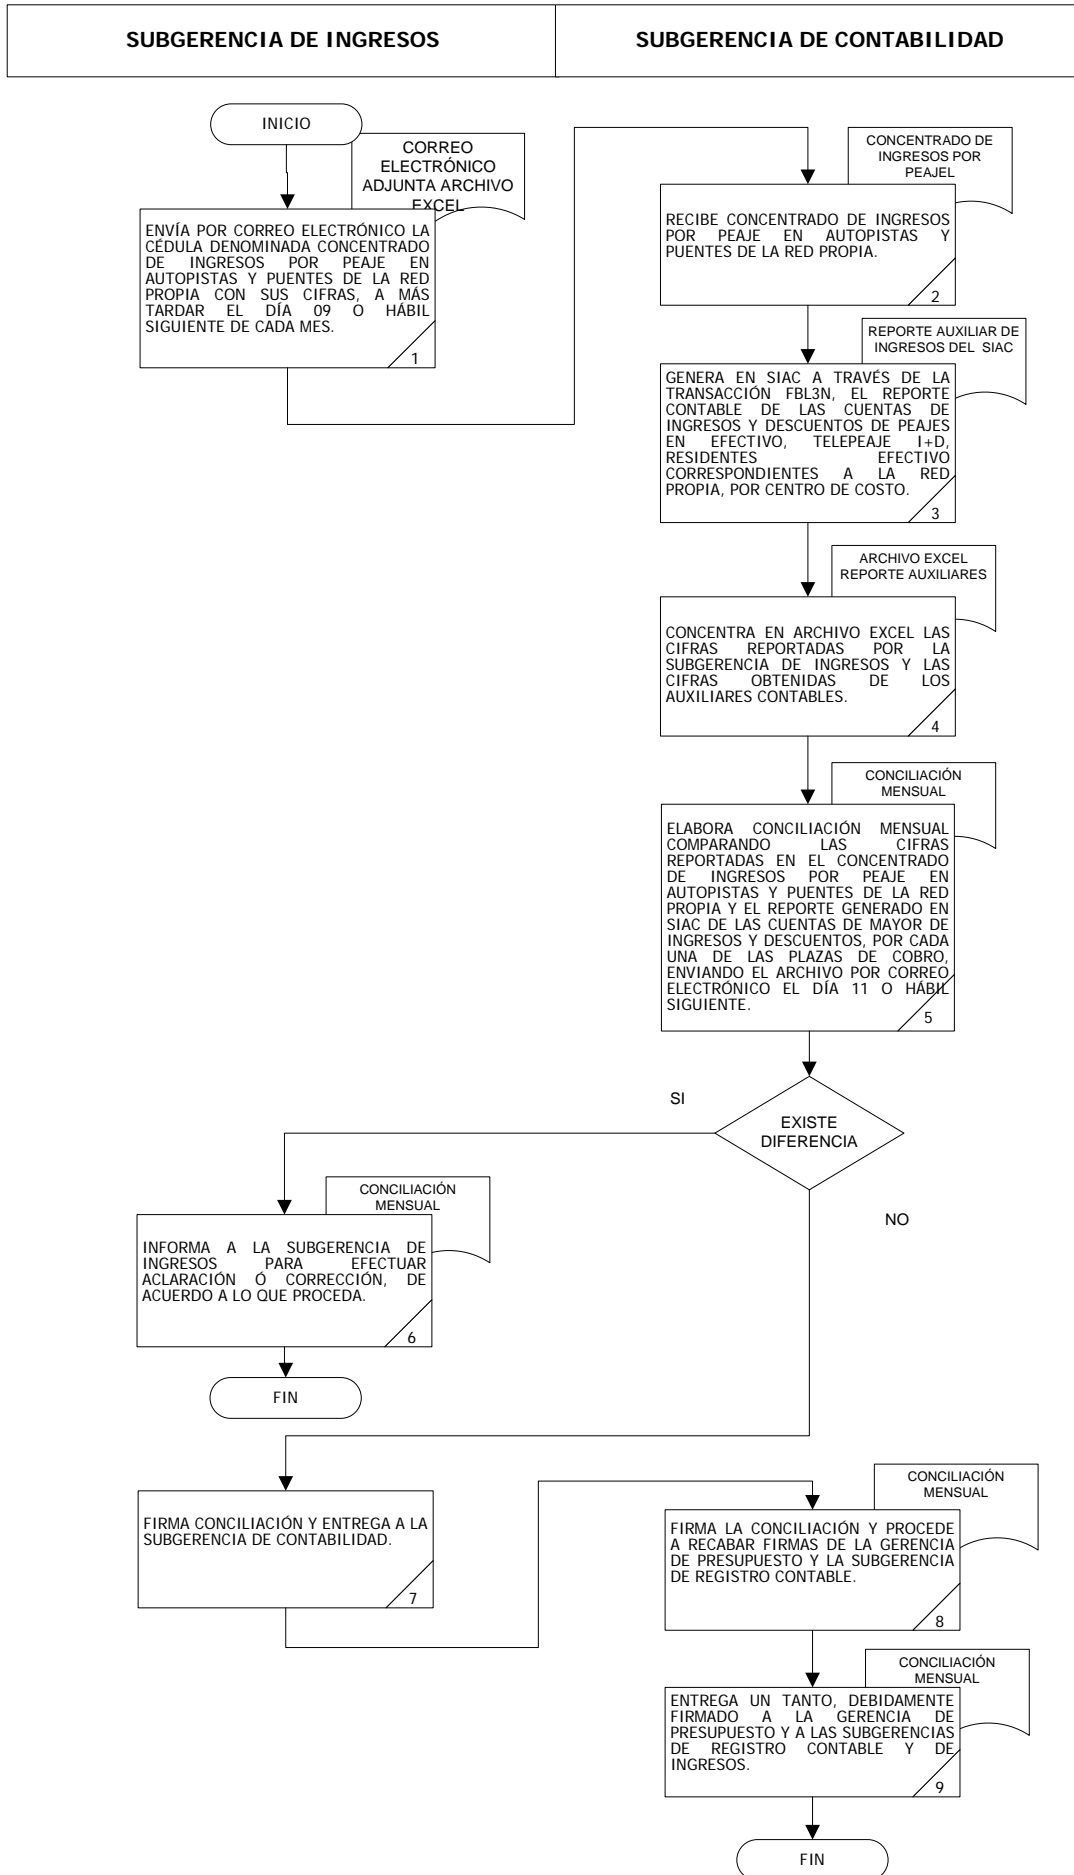 SUBGERENCIA DE INGRESOS
SUBGERENCIA DE CONTABILIDAD
INICIO
CORREO
ELECTRÓNICO
ADJUNTA ARCHIVO
EXCEL
ENVÍA POR CORREO ELECTRÓNICO LA
CÉDULA DENOMINADA CONCENTRADO
DE INGRESOS POR PEAJE EN
AUTOPISTAS Y PUENTES DE LA RED
PROPIA CON SUS CIFRAS, A MÁS
TARDAR EL DÍA 09 O HÁBIL
SIGUIENTE DE CADA MES.
1
CONCENTRADO DE
INGRESOS POR
PEAJEL
RECIBE CONCENTRADO DE INGRESOS
POR PEAJE EN AUTOPISTAS Y
PUENTES DE LA RED PROPIA.
2
REPORTE AUXILIAR DE
INGRESOS DEL SIAC
GENERA EN SIAC A TRAVÉS DE LA
TRANSACCIÓN FBL3N, EL REPORTE
CONTABLE DE LAS CUENTAS DE
INGRESOS Y DESCUENTOS DE PEAJES
EN EFECTIVO, TELEPEAJE I+D,
RESIDENTES EFECTIVO
CORRESPONDIENTES A LA RED
PROPIA, POR CENTRO DE COSTO.
3
ARCHIVO EXCEL
REPORTE AUXILIARES
CONCENTRA EN ARCHIVO EXCEL LAS
CIFRAS REPORTADAS POR LA
SUBGERENCIA DE INGRESOS Y LAS
CIFRAS OBTENIDAS DE LOS
AUXILIARES CONTABLES.
4
CONCILIACIÓN
MENSUAL
ELABORA CONCILIACIÓN MENSUAL
COMPARANDO LAS CIFRAS
REPORTADAS EN EL CONCENTRADO
DE INGRESOS POR PEAJE EN
AUTOPISTAS Y PUENTES DE LA RED
PROPIA Y EL REPORTE GENERADO EN
SIAC DE LAS CUENTAS DE MAYOR DE
INGRESOS Y DESCUENTOS, POR CADA
UNA DE LAS PLAZAS DE COBRO,
ENVIANDO EL ARCHIVO POR CORREO
ELECTRÓNICO EL DÍA 11 O HÁBIL
SIGUIENTE.
5
SI
EXISTE
DIFERENCIA
NO
CONCILIACIÓN
MENSUAL
INFORMA A LA SUBGERENCIA DE
INGRESOS PARA EFECTUAR
ACLARACIÓN Ó CORRECCIÓN, DE
ACUERDO A LO QUE PROCEDA.
6
FIN
FIRMA CONCILIACIÓN Y ENTREGA A LA
SUBGERENCIA DE CONTABILIDAD.
7
CONCILIACIÓN
MENSUAL
FIRMA LA CONCILIACIÓN Y PROCEDE
A RECABAR FIRMAS DE LA GERENCIA
DE PRESUPUESTO Y LA SUBGERENCIA
DE REGISTRO CONTABLE.
8
CONCILIACIÓN
MENSUAL
ENTREGA UN TANTO, DEBIDAMENTE
FIRMADO A LA GERENCIA DE
PRESUPUESTO Y A LAS SUBGERENCIAS
DE REGISTRO CONTABLE Y DE
INGRESOS.
9
FIN